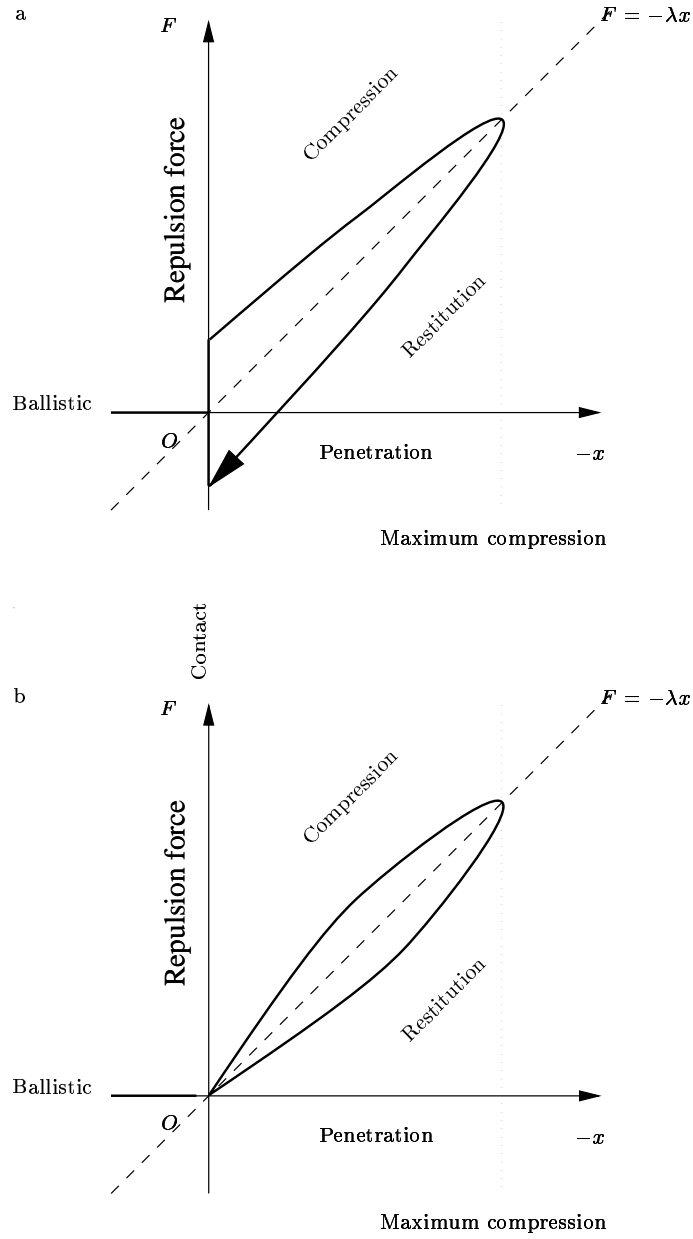 a
F
F = −λx
Compression
Repulsion force
Restitution
Ballistic
O
Penetration
−x
Maximum compression
Contact
b
F
F = −λx
Compression
Repulsion force
Restitution
Ballistic
O
Penetration
−x
Maximum compression